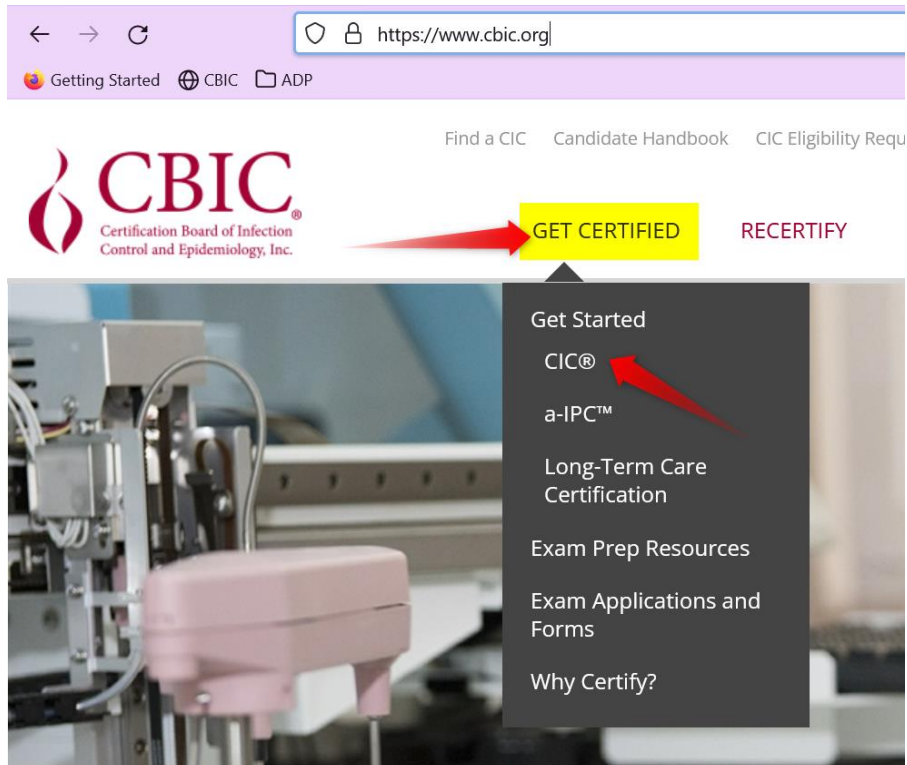 https://www.cbic.org
Getting Started CBIC ADP
Find a CIC Candidate Handbook CIC Eligibility Requ
CBIC®
Certification Board of Infection
Control and Epidemiology, Inc.
GET CERTIFIED RECERTIFY
Get Started
CIC®
a-IPC™
Long-Term Care
Certification
Exam Prep Resources
Exam Applications and
Forms
Why Certify?